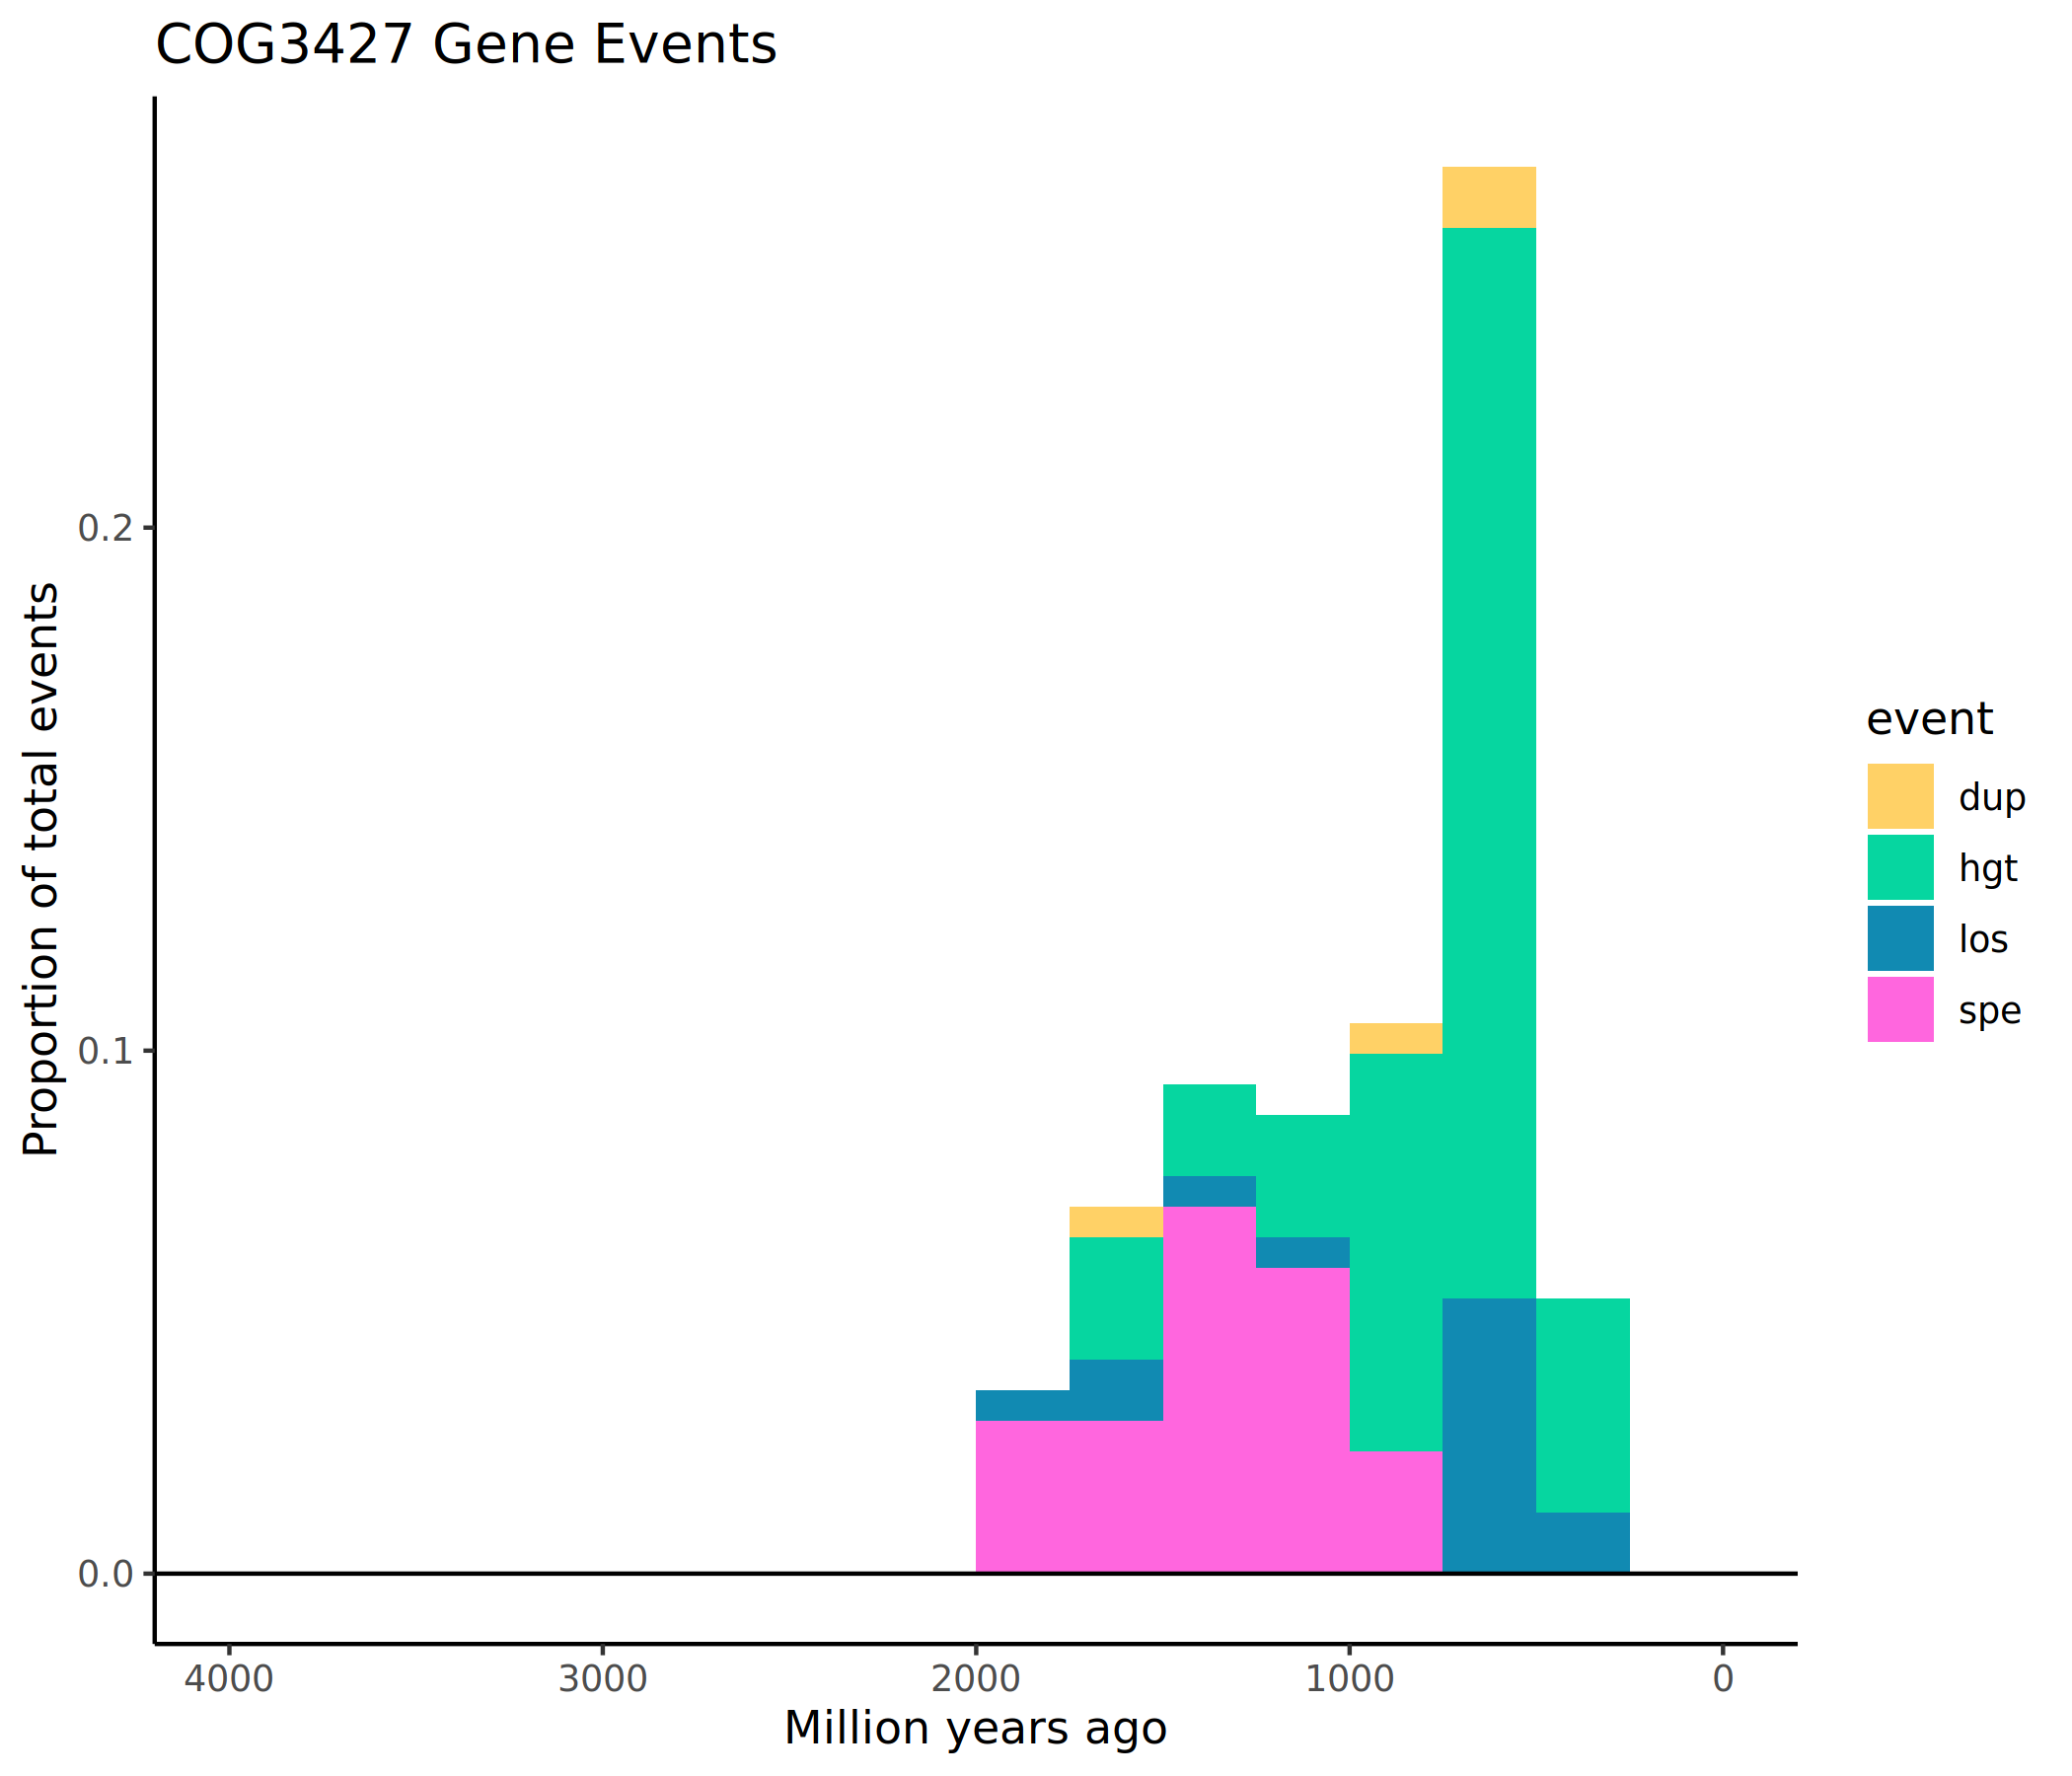 COG3427 Gene Events
Proportion of total events
0.2
0.1
0.0
4000
3000
2000
1000
0
Million years ago
event
dup
hgt
los
spe